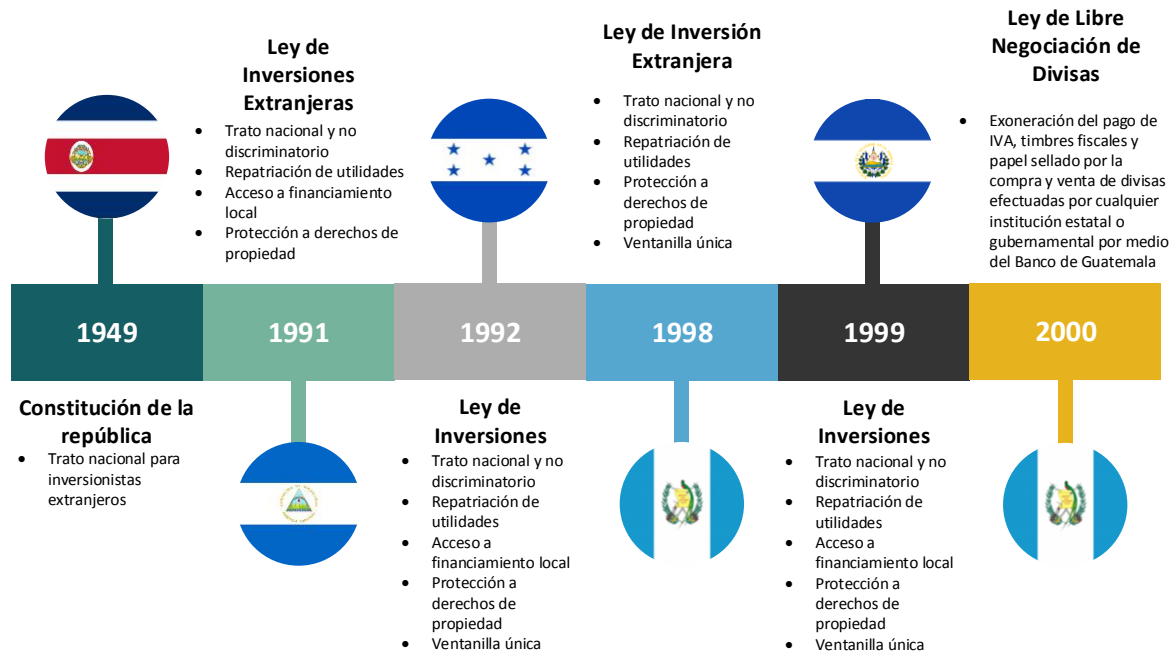 Ley de
Inversiones
Extranjeras
• Trato nacional y no
discriminatorio
• Repatriación de utilidades
• Acceso a financiamiento
local
• Protección a derechos de
propiedad
Ley de Inversión
Extranjera
• Trato nacional y no
discriminatorio
• Repatriación de
utilidades
• Protección a
derechos de
propiedad
• Ventanilla única
Ley de Libre
Negociación de
Divisas
• Exoneración del pago de
IVA, timbres fiscales y
papel sellado por la
compra y venta de divisas
efectuadas por cualquier
institución estatal o
gubernamental por medio
del Banco de Guatemala
1949
1991
1992
1998
1999
2000
Constitución de la
república
• Trato nacional para
inversionistas
extranjeros
Ley de
Inversiones
• Trato nacional y no
discriminatorio
• Repatriación de
utilidades
• Acceso a
financiamiento local
• Protección a
derechos de
propiedad
• Ventanilla única
Ley de
Inversiones
• Trato nacional y no
discriminatorio
• Repatriación de
utilidades
• Acceso a
financiamiento local
• Protección a
derechos de
propiedad
• Ventanilla única